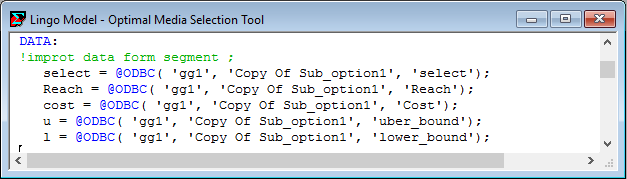 Lingo Model - Optimal Media Selection Tool
DATA:
!improt data form segment ;
select = @ODBC( 'gg1', 'Copy Of Sub_option1', 'select');
Reach = @ODBC( 'gg1', 'Copy Of Sub_option1', 'Reach');
cost = @ODBC( 'gg1', 'Copy Of Sub_option1', 'Cost');
u = @ODBC( 'gg1', 'Copy Of Sub_option1', 'uber_bound');
l = @ODBC( 'gg1', 'Copy Of Sub_option1', 'lower_bound');